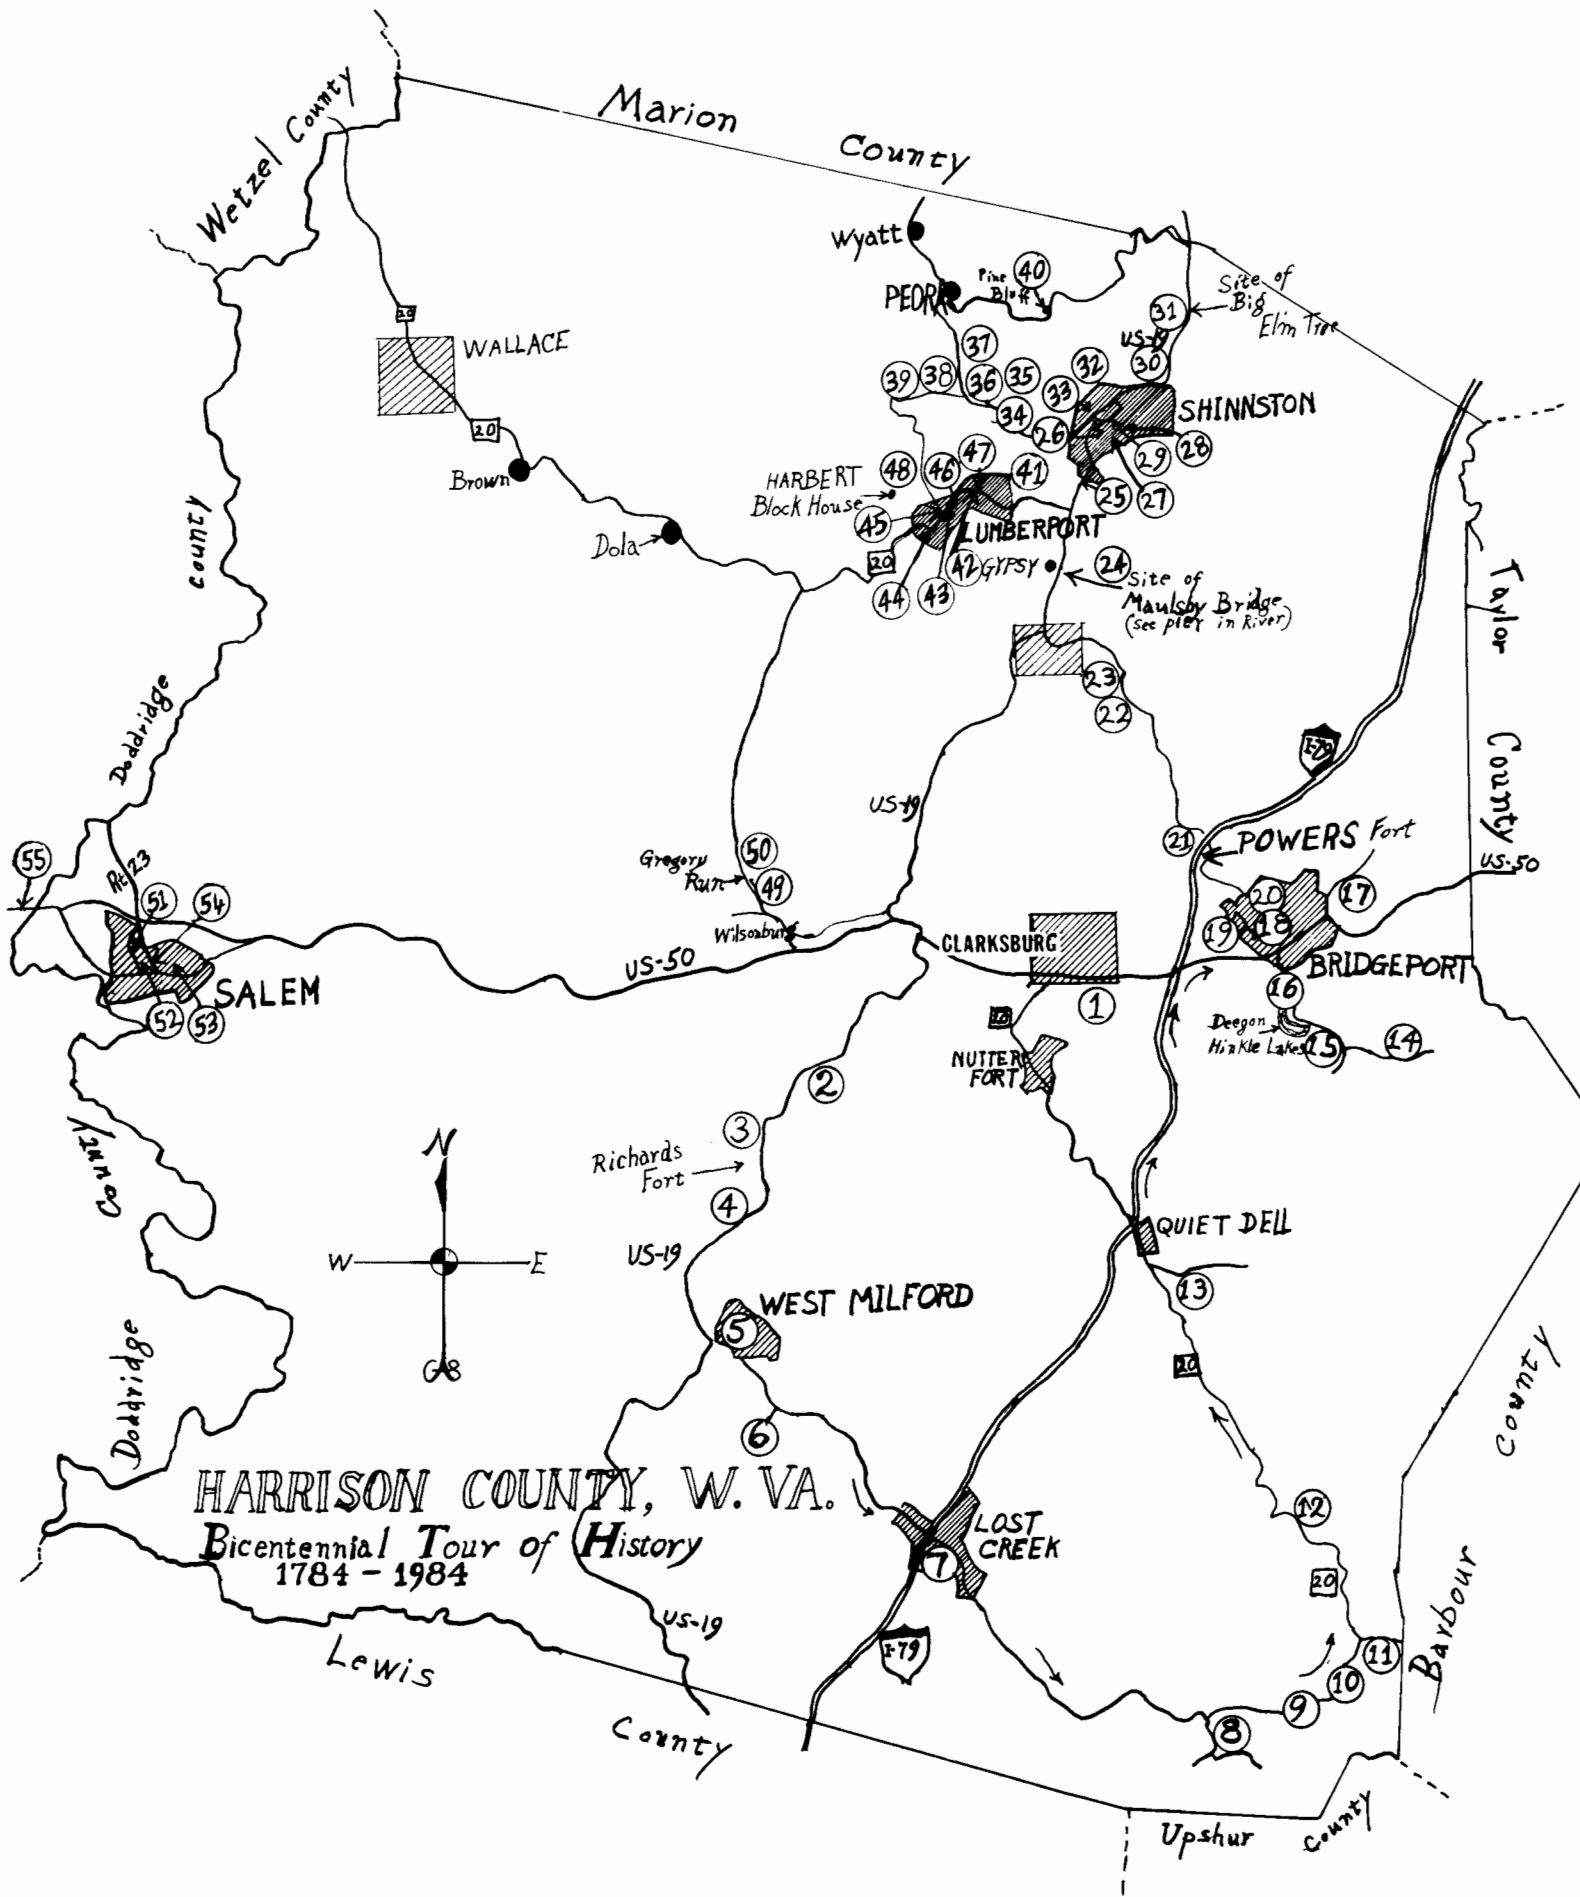 Marion
County
Wetzel County
Wyatt
PEORA
Pine
Bluff
40
Site of
Big
Elm Tree
31
US-19
30
20
WALLACE
37
39
38
36
35
32
33
34
26
SHINNSTON
29
28
25
27
20
Brown
HARBERT
Block House
48
46
47
41
45
LUMBERPORT
Dola
20
42
GYPSY
44
43
24
Site of
Maulsby Bridge
(see pier in River)
23
22
County
Doddridge
Taylor
County
I-79
US-19
21
POWERS Fort
US-50
55
Rt 23
51
54
Gregory
Run
50
49
Wilsonburg
20
17
19
18
CLARKSBURG
BRIDGEPORT
US-50
SALEM
52
53
1
16
20
Deegan
Hinkle Lakes
15
14
NUTTER
FORT
2
3
Richards
Fort
4
County
N
W
E
GB
US-19
QUIET DELL
13
WEST MILFORD
5
20
Doddridge
6
County
HARRISON COUNTY, W. VA.
Bicentennial Tour of History
1784 - 1984
LOST
CREEK
7
12
20
Barbour
US-19
I-79
Lewis
County
11
10
9
8
Upshur
County